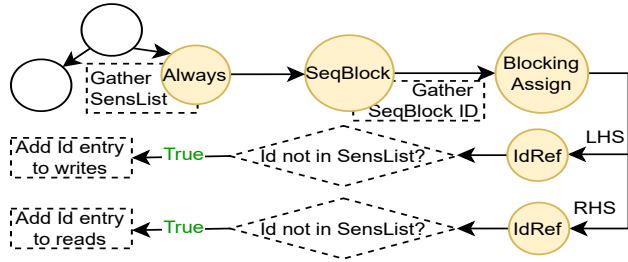 Gather
SensList
Always
SeqBlock
Gather
SeqBlock ID
Blocking
Assign
LHS
IdRef
Id not in SensList?
True
Add Id entry
to writes
RHS
IdRef
Id not in SensList?
True
Add Id entry
to reads